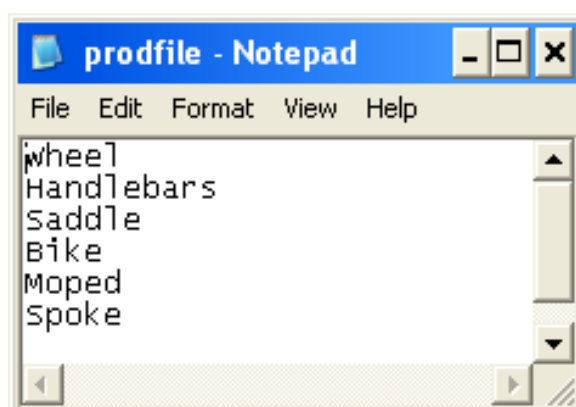 prodfile - Notepad
File Edit Format View Help
Wheel
Handlebars
Saddle
Bike
Moped
Spoke